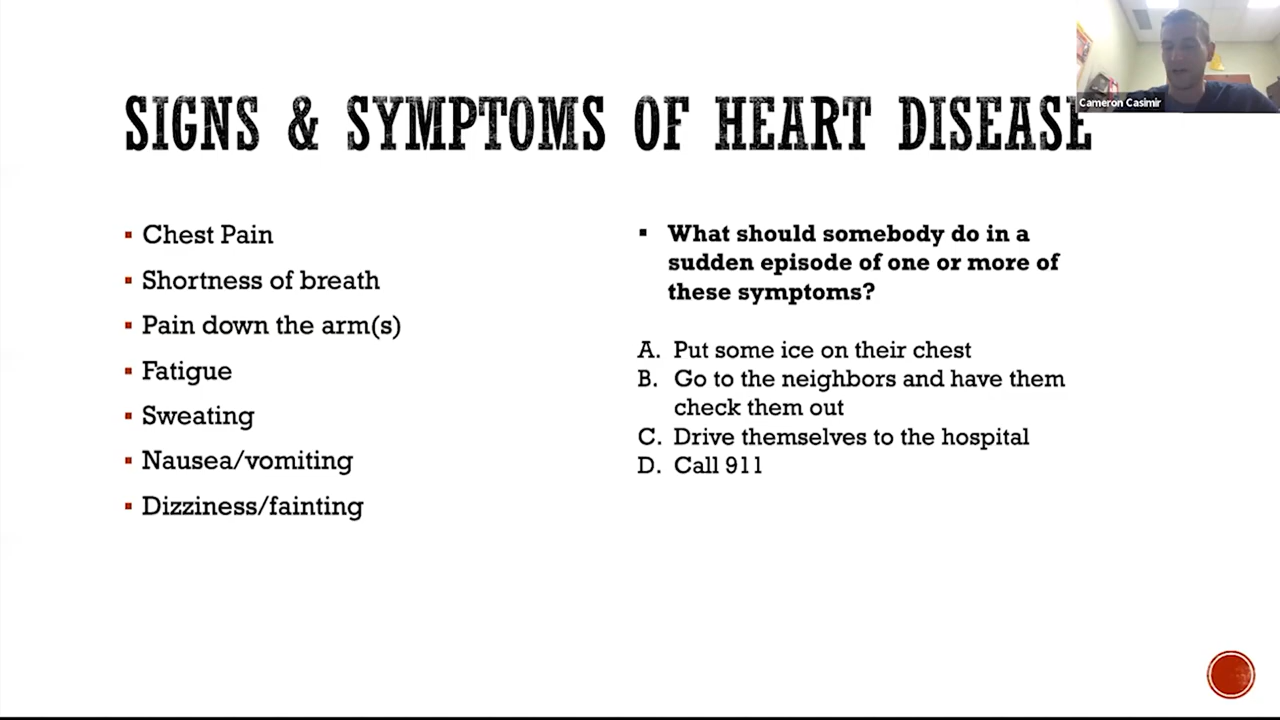 SIGNS & SYMPTOMS OF HEART DISEASE
Cameron Casimir
Chest Pain
Shortness of breath
Pain down the arm(s)
Fatigue
Sweating
Nausea/vomiting
Dizziness/fainting
What should somebody do in a
sudden episode of one or more of
these symptoms?
A. Put some ice on their chest
B. Go to the neighbors and have them
check them out
C. Drive themselves to the hospital
D. Call 911